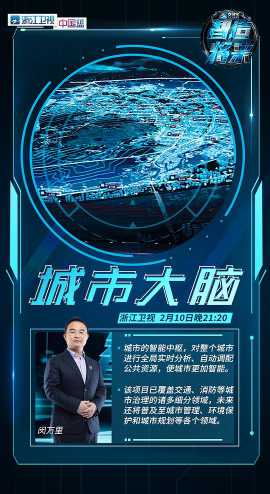 浙江卫视
中国蓝
智造将来
城市大脑
浙江卫视 2月10日晚21:20
· 城市的智能中枢,对整个城市
进行全局实时分析、自动调配
公共资源,使城市更加智能。
· 该项目已覆盖交通、消防等城
市治理的诸多细分领域,未来
还将普及至城市管理、环境保
护和城市规划等各个领域。
闵万里